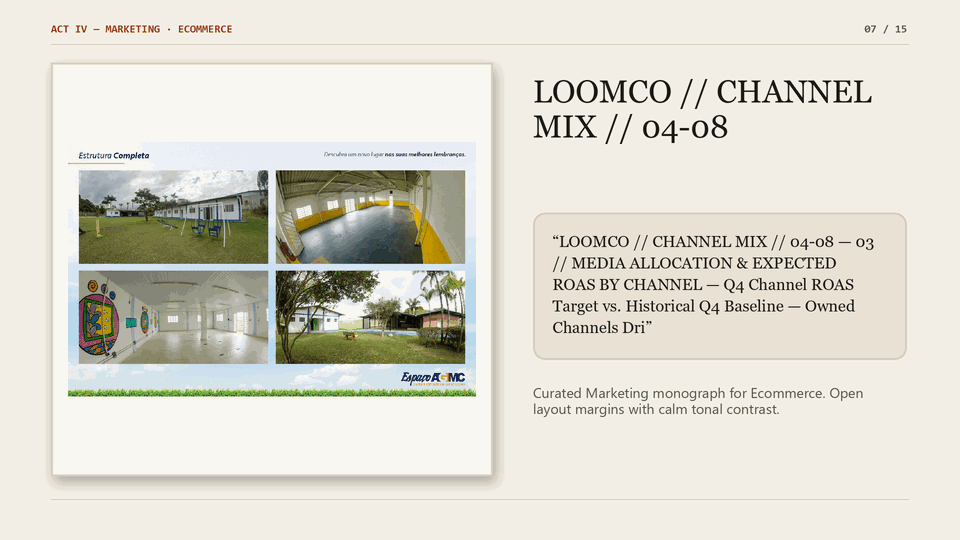 ACT IV — MARKETING · ECOMMERCE
07 / 15
Estrutura Completa
Descubra um novo lugar nas suas melhores lembranças.
Espaço AGMC
LOOMCO // CHANNEL
MIX // 04-08
“LOOMCO // CHANNEL MIX // 04-08 — 03
// MEDIA ALLOCATION & EXPECTED
ROAS BY CHANNEL — Q4 Channel ROAS
Target vs. Historical Q4 Baseline — Owned
Channels Dri”
Curated Marketing monograph for Ecommerce. Open
layout margins with calm tonal contrast.